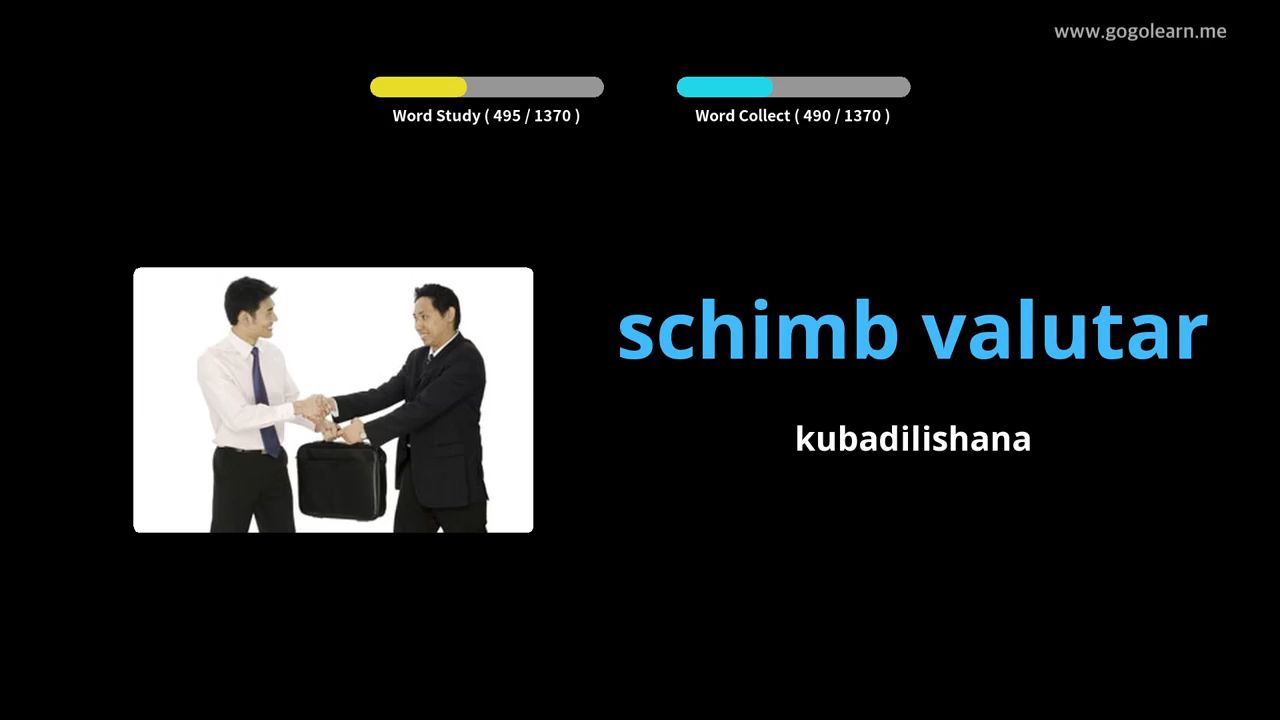 www.gogolearn.me
Word Study ( 495 / 1370 )
Word Collect ( 490 / 1370 )
schimb valutar
kubadilishana